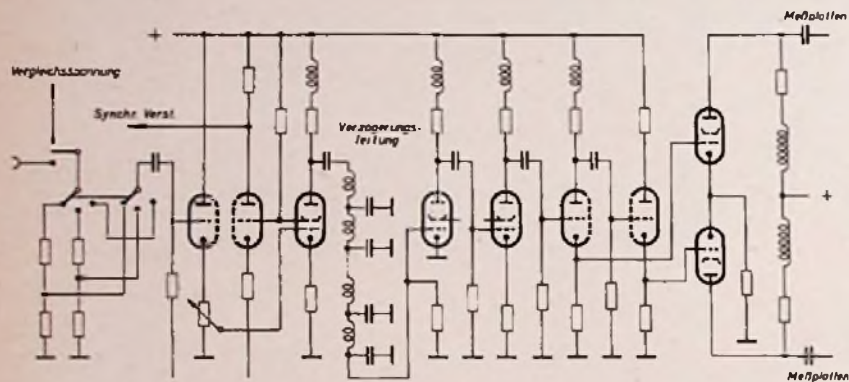 Meßplatten
+
Vergleichsspannung
Synchr. Verst.
Verzögerungs-
leitung
+
Meßplatten